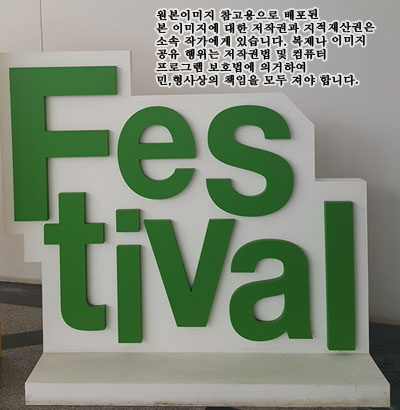 원본이미지 참고용으로 배포된
본 이미지에 대한 저작권과 지적재산권은
소속 작가에게 있습니다. 복제나 이미지
공유 행위는 저작권법 및 컴퓨터
프로그램 보호법에 의거하여
민,형사상의 책임을 모두 져야 합니다.
Fes
tival